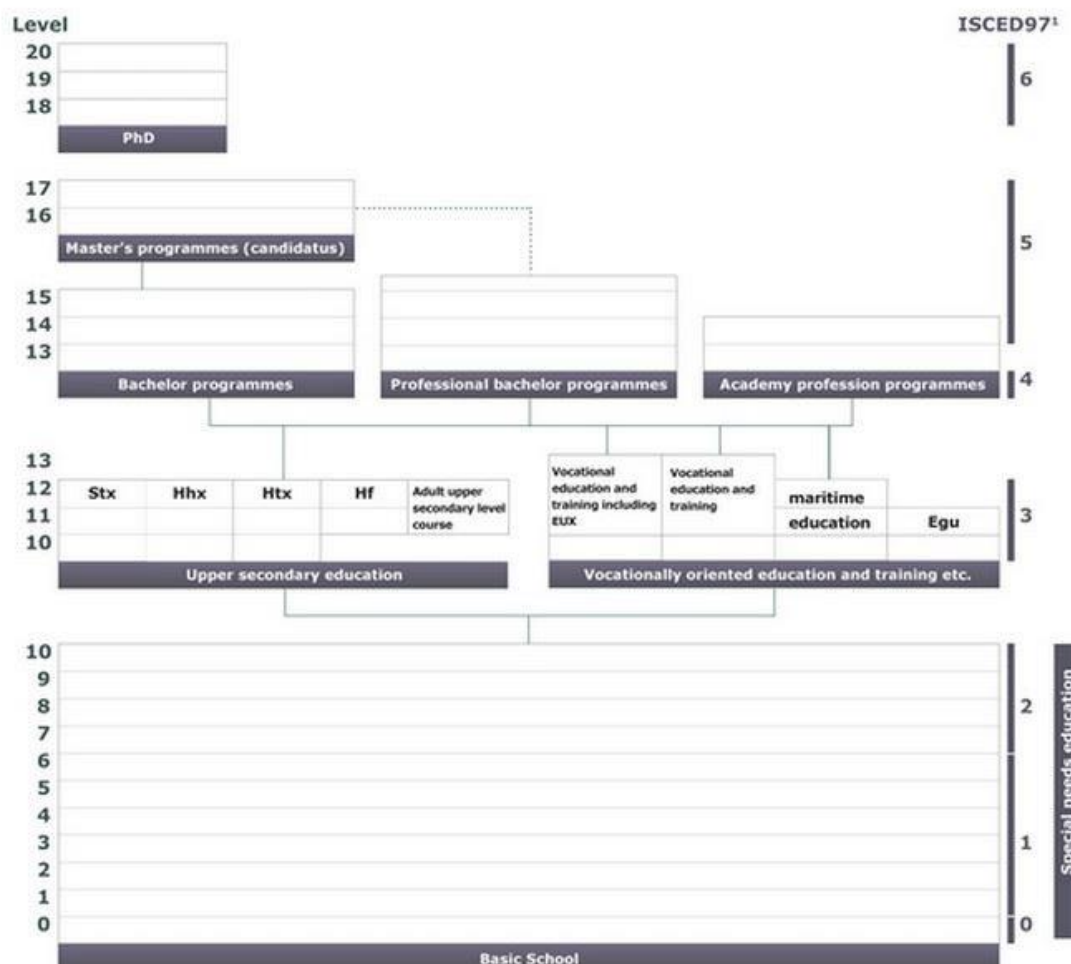 Level
ISCED97¹
20
19
18
6
PhD
17
16
5
Master's programmes (candidatus)
15
14
13
Bachelor programmes
Professional bachelor programmes
Academy profession programmes
4
13
12
11
10
Stx
Hhx
Htx
Hf
Adult upper
secondary level
course
Vocational
education and
training including
EUX
Vocational
education and
training
maritime
education
Egu
3
Upper secondary education
Vocationally oriented education and training etc.
10
9
8
7
6
5
4
3
2
1
0
2
1
0
Special needs education
Basic School